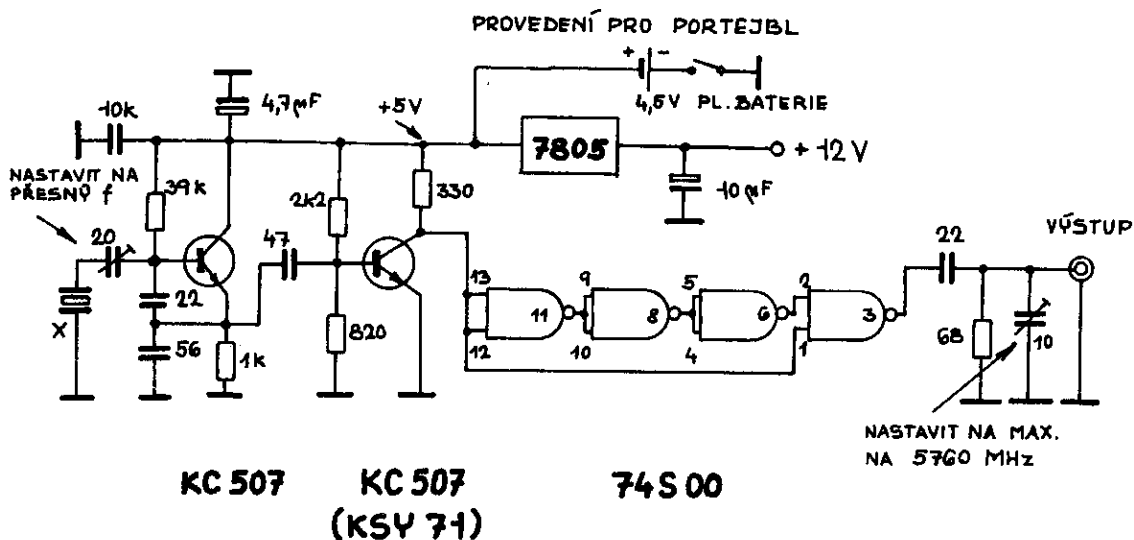 PROVEDENÍ PRO PORTEJBL
+ -
4,5V PL. BATERIE
4,7µF
10k
+5V
7805
+12V
10µF
NASTAVIT NA
PŘESNÝ f
39k
2k2
330
20
47
22
VÝSTUP
X
22
56
1k
820
13
12
11
9
10
8
5
4
6
2
1
3
68
10
NASTAVIT NA MAX.
NA 5760 MHz
KC 507
KC 507
(KSY 71)
74S00